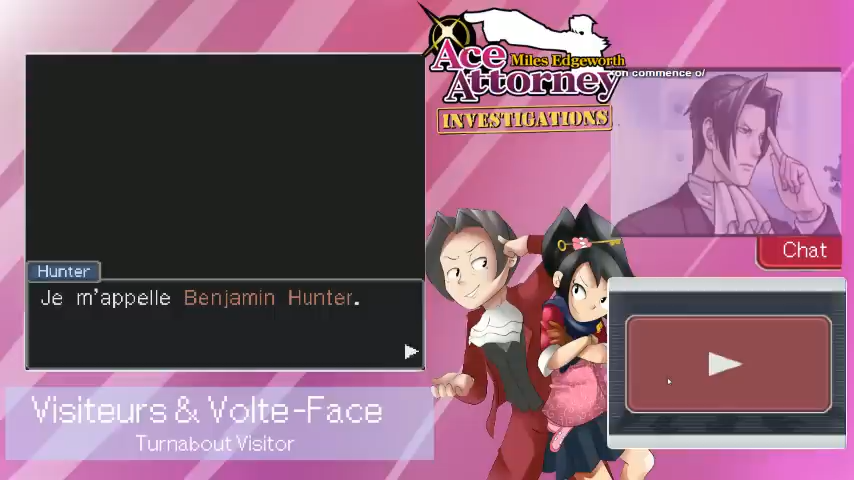 Ace
Miles Edgeworth
Attorney
INVESTIGATIONS
on commence o/
Chat
Hunter
Je m'appelle Benjamin Hunter.
Visiteurs & Volte-Face
Turnabout Visitor